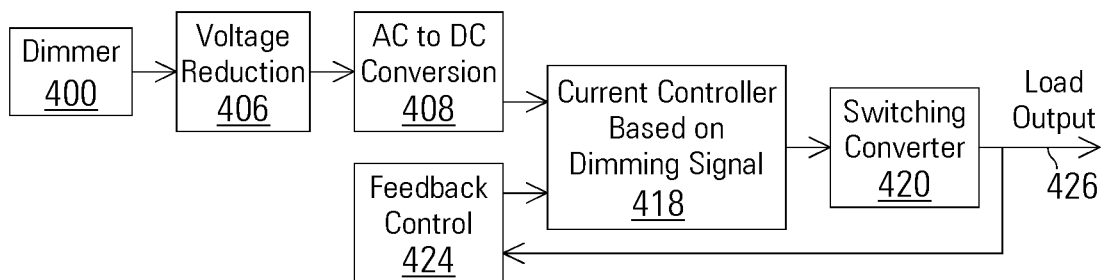 Dimmer
400
Voltage
Reduction
406
AC to DC
Conversion
408
Current Controller
Based on
Dimming Signal
418
Switching
Converter
420
Load
Output
426
Feedback
Control
424